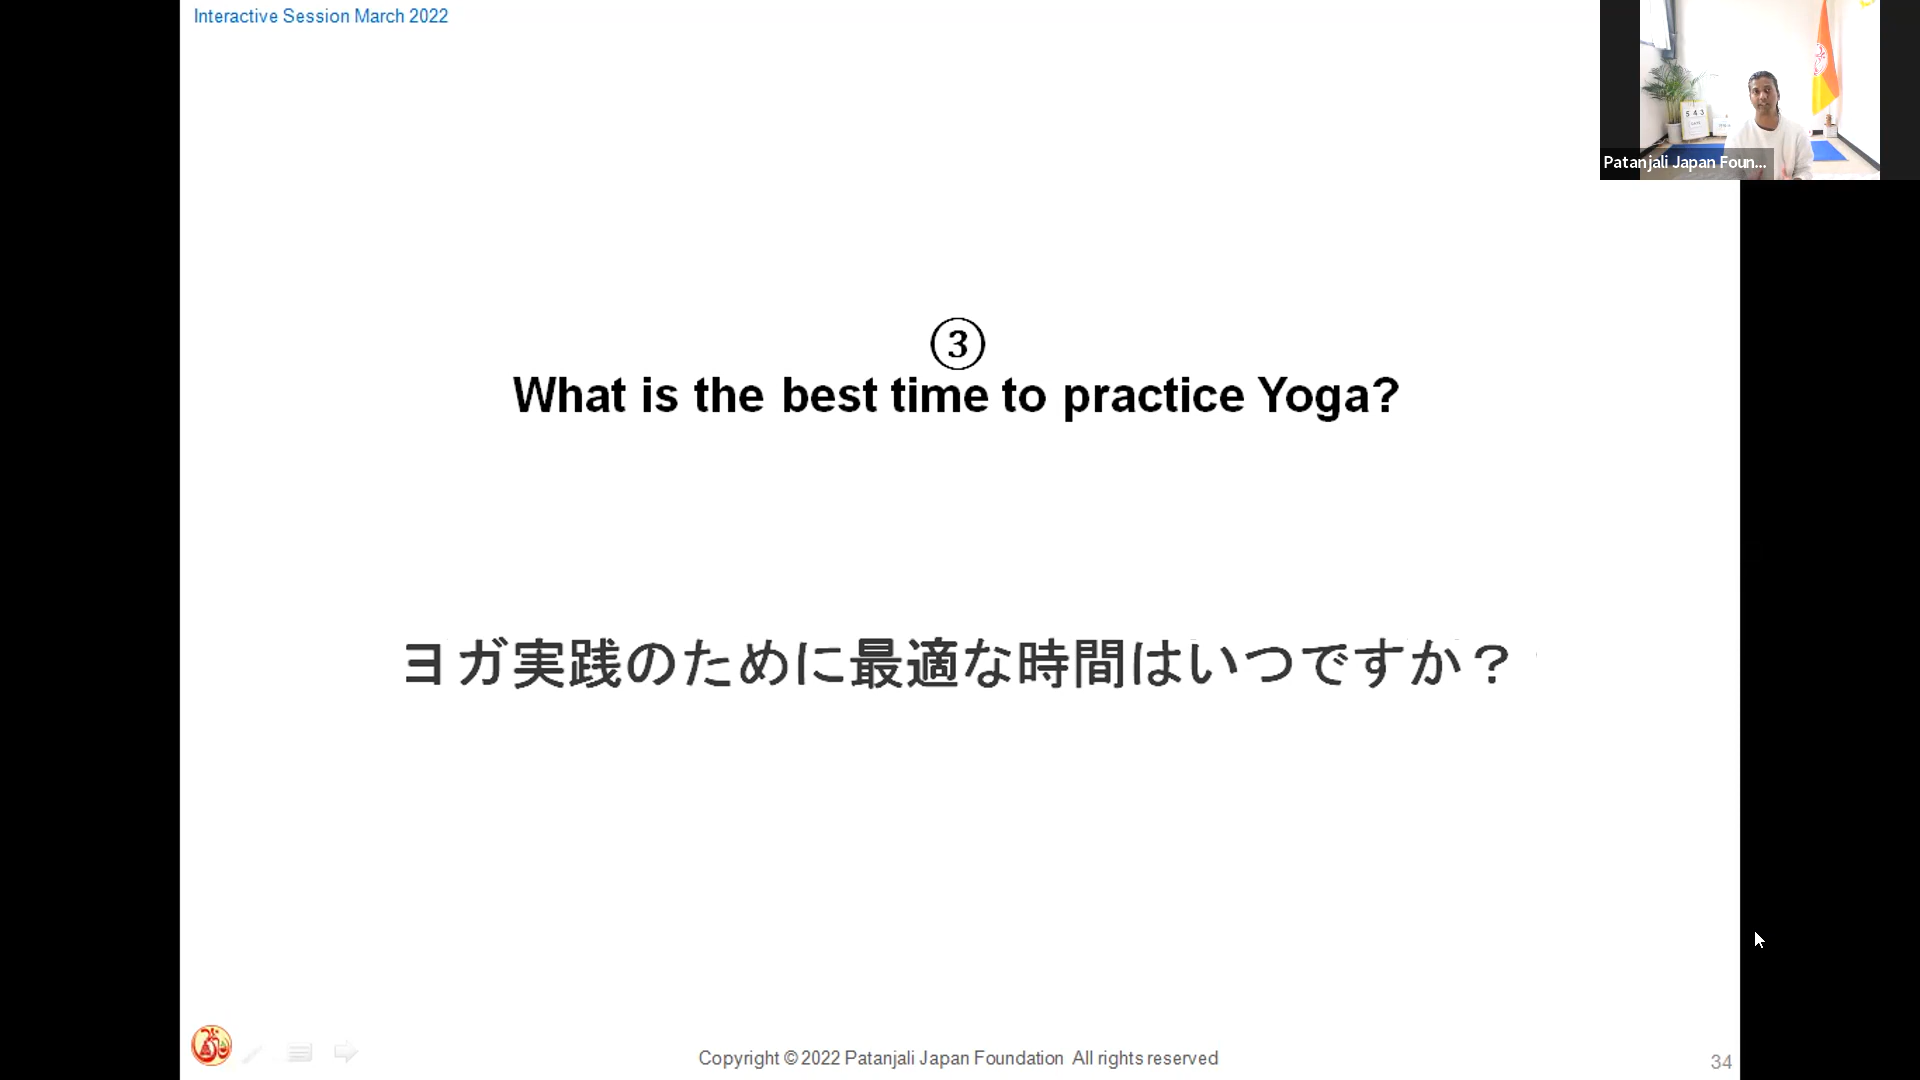 Interactive Session March 2022
Patanjali Japan Foun...
③
What is the best time to practice Yoga?
ヨガ実践のために最適な時間はいつですか？
Copyright © 2022 Patanjali Japan Foundation All rights reserved
34